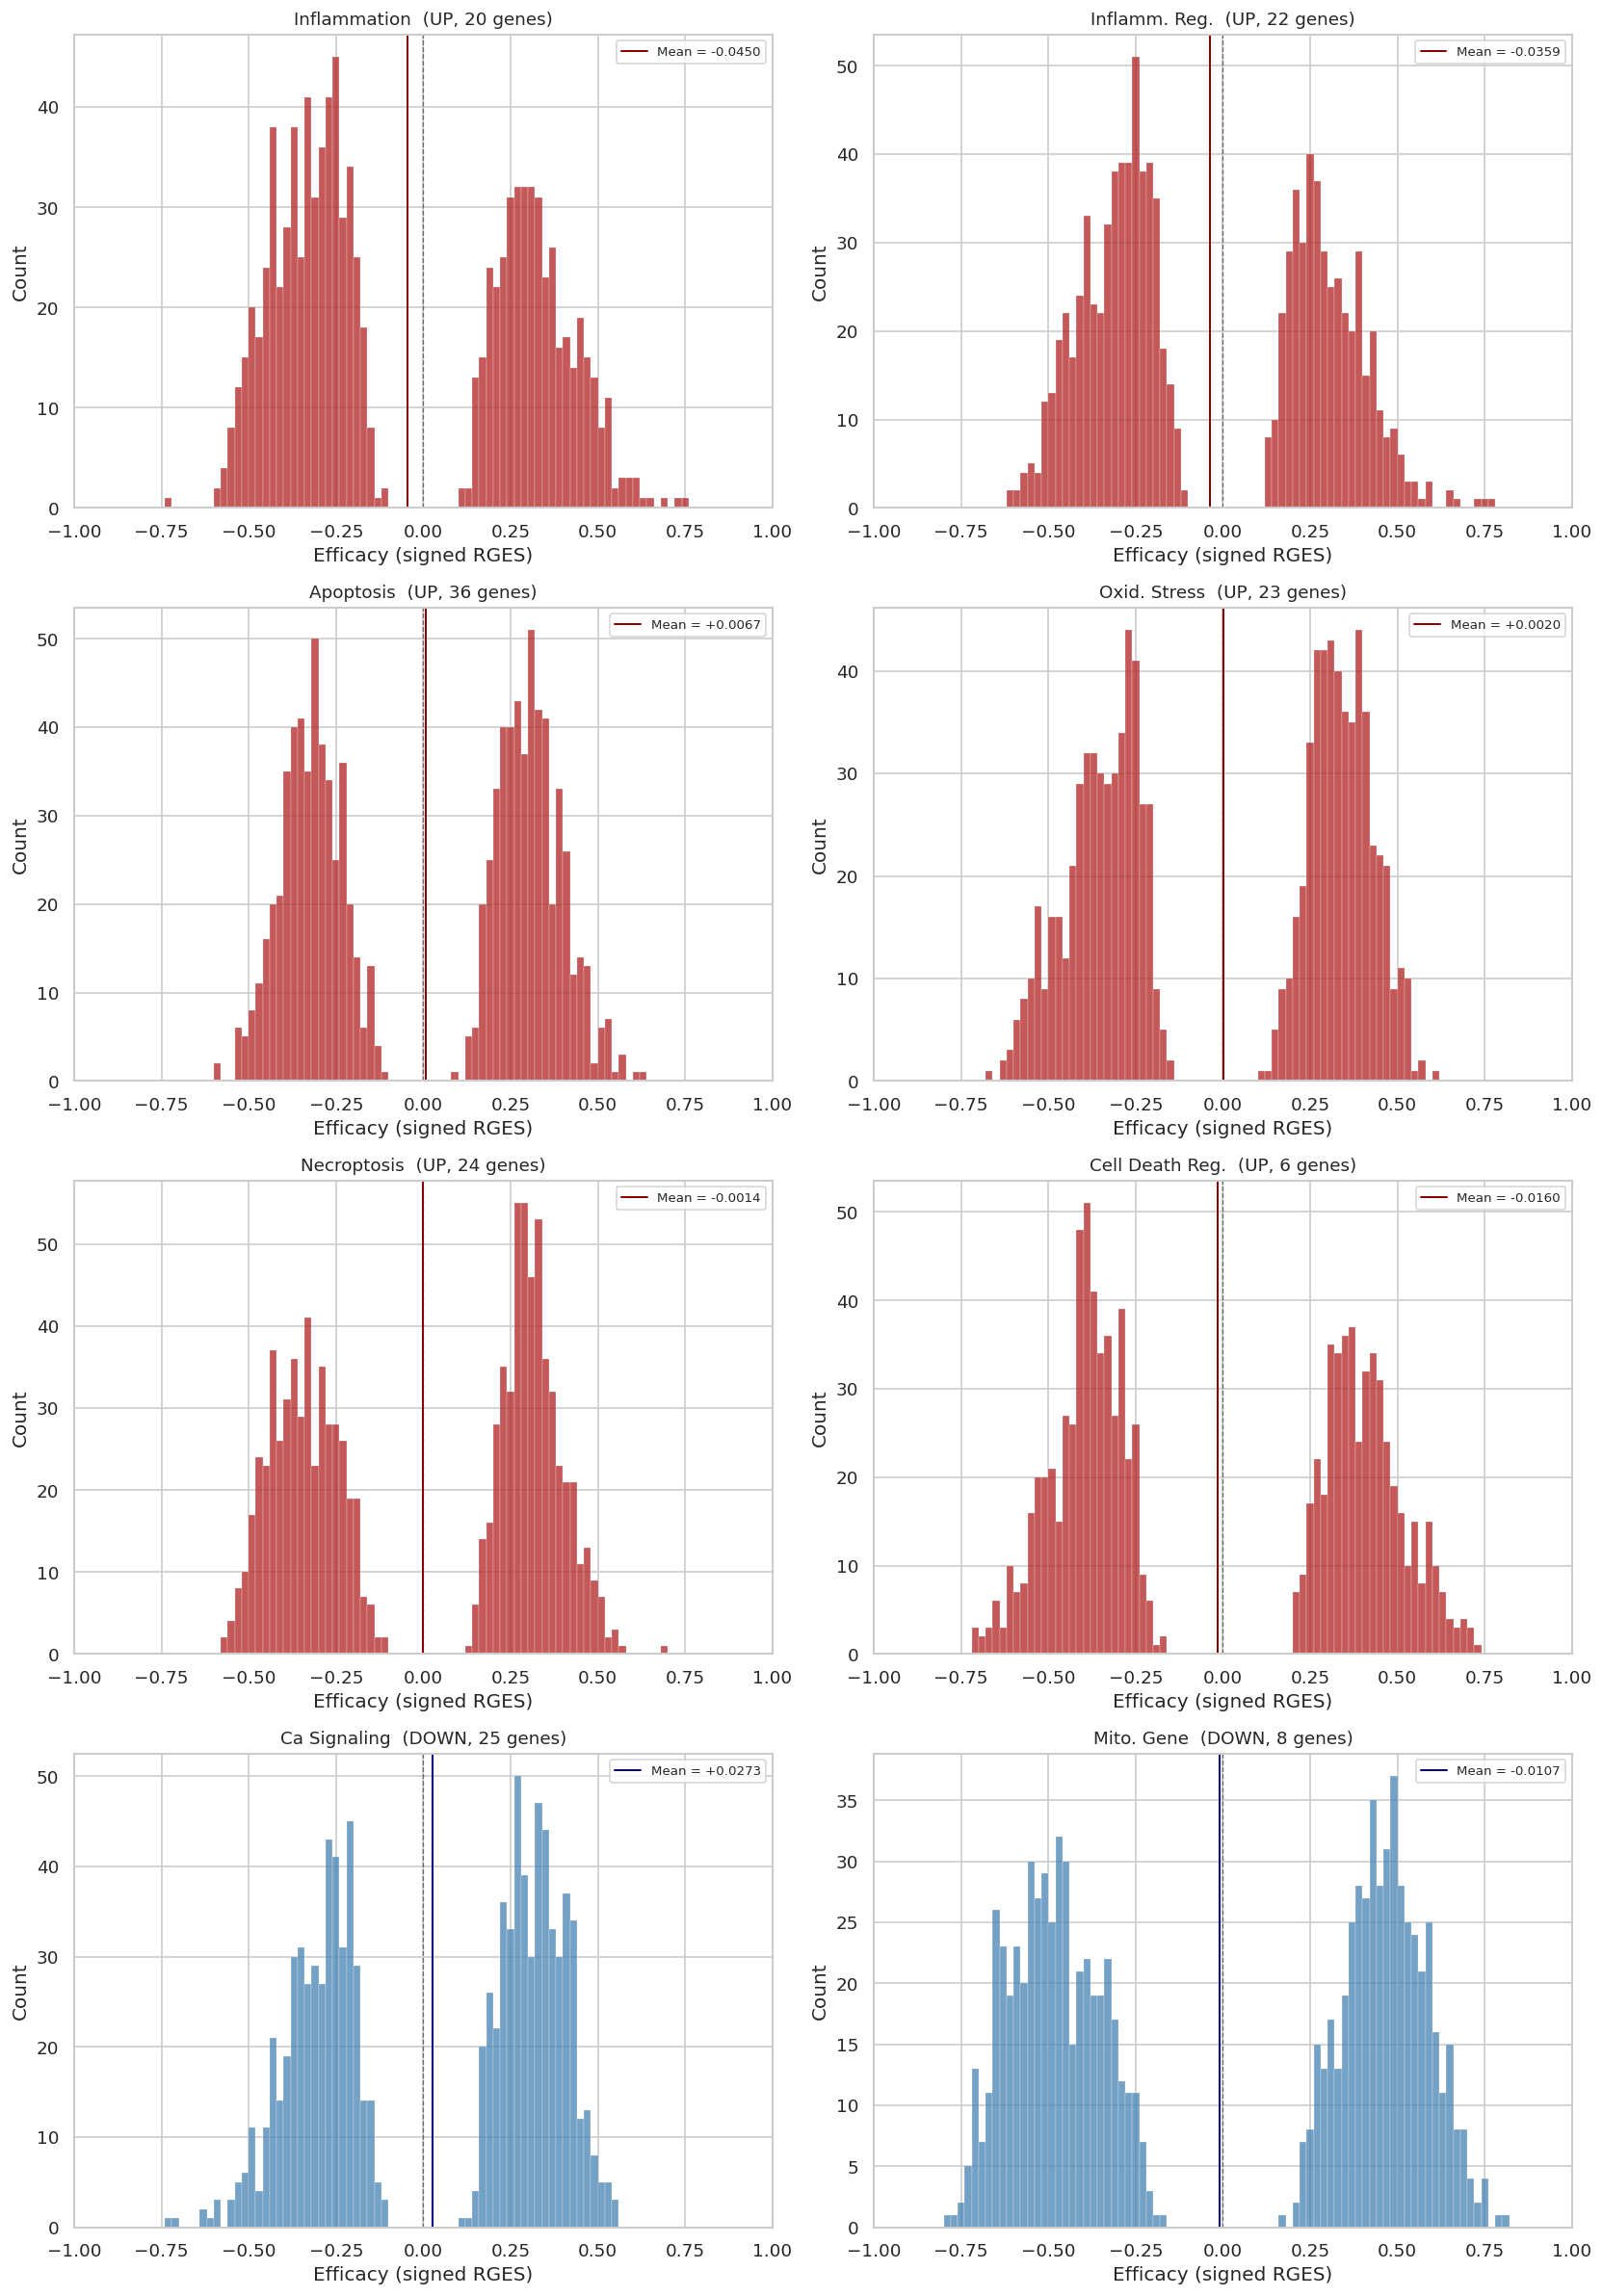 Inflammation  (UP, 20 genes)
Mean = -0.0450
Count
0
10
20
30
40
−1.00 −0.75 −0.50 −0.25 0.00 0.25 0.50 0.75 1.00
Efficacy (signed RGES)
Inflamm. Reg.  (UP, 22 genes)
Mean = -0.0359
Count
0
10
20
30
40
50
−1.00 −0.75 −0.50 −0.25 0.00 0.25 0.50 0.75 1.00
Efficacy (signed RGES)
Apoptosis  (UP, 36 genes)
Mean = +0.0067
Count
0
10
20
30
40
50
−1.00 −0.75 −0.50 −0.25 0.00 0.25 0.50 0.75 1.00
Efficacy (signed RGES)
Oxid. Stress  (UP, 23 genes)
Mean = +0.0020
Count
0
10
20
30
40
−1.00 −0.75 −0.50 −0.25 0.00 0.25 0.50 0.75 1.00
Efficacy (signed RGES)
Necroptosis  (UP, 24 genes)
Mean = -0.0014
Count
0
10
20
30
40
50
−1.00 −0.75 −0.50 −0.25 0.00 0.25 0.50 0.75 1.00
Efficacy (signed RGES)
Cell Death Reg.  (UP, 6 genes)
Mean = -0.0160
Count
0
10
20
30
40
50
−1.00 −0.75 −0.50 −0.25 0.00 0.25 0.50 0.75 1.00
Efficacy (signed RGES)
Ca Signaling  (DOWN, 25 genes)
Mean = +0.0273
Count
0
10
20
30
40
50
−1.00 −0.75 −0.50 −0.25 0.00 0.25 0.50 0.75 1.00
Efficacy (signed RGES)
Mito. Gene  (DOWN, 8 genes)
Mean = -0.0107
Count
0
5
10
15
20
25
30
35
−1.00 −0.75 −0.50 −0.25 0.00 0.25 0.50 0.75 1.00
Efficacy (signed RGES)